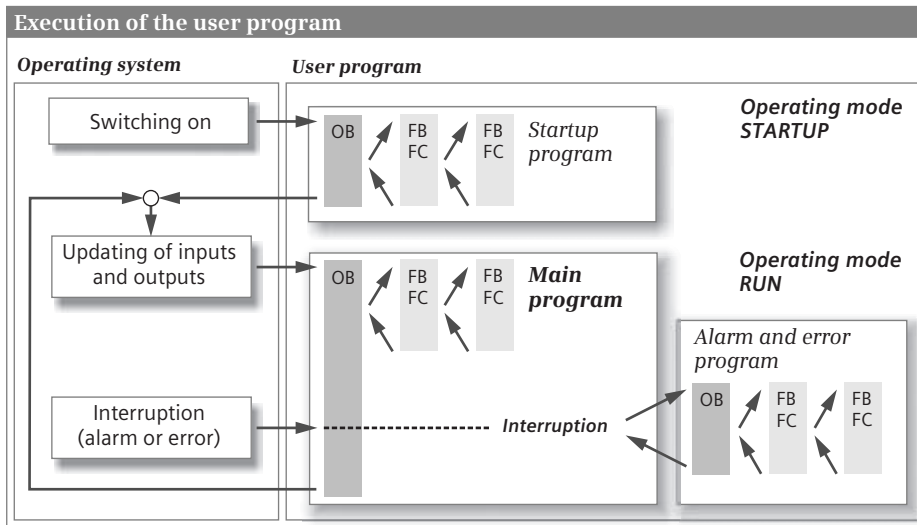 Execution of the user program
Operating system
User program
Switching on
OB
FB
FC
FB
FC
Startup
program
Operating mode
STARTUP
Updating of inputs
and outputs
OB
FB
FC
FB
FC
Main
program
Operating mode
RUN
Alarm and error
program
OB
FB
FC
FB
FC
Interruption
(alarm or error)
Interruption